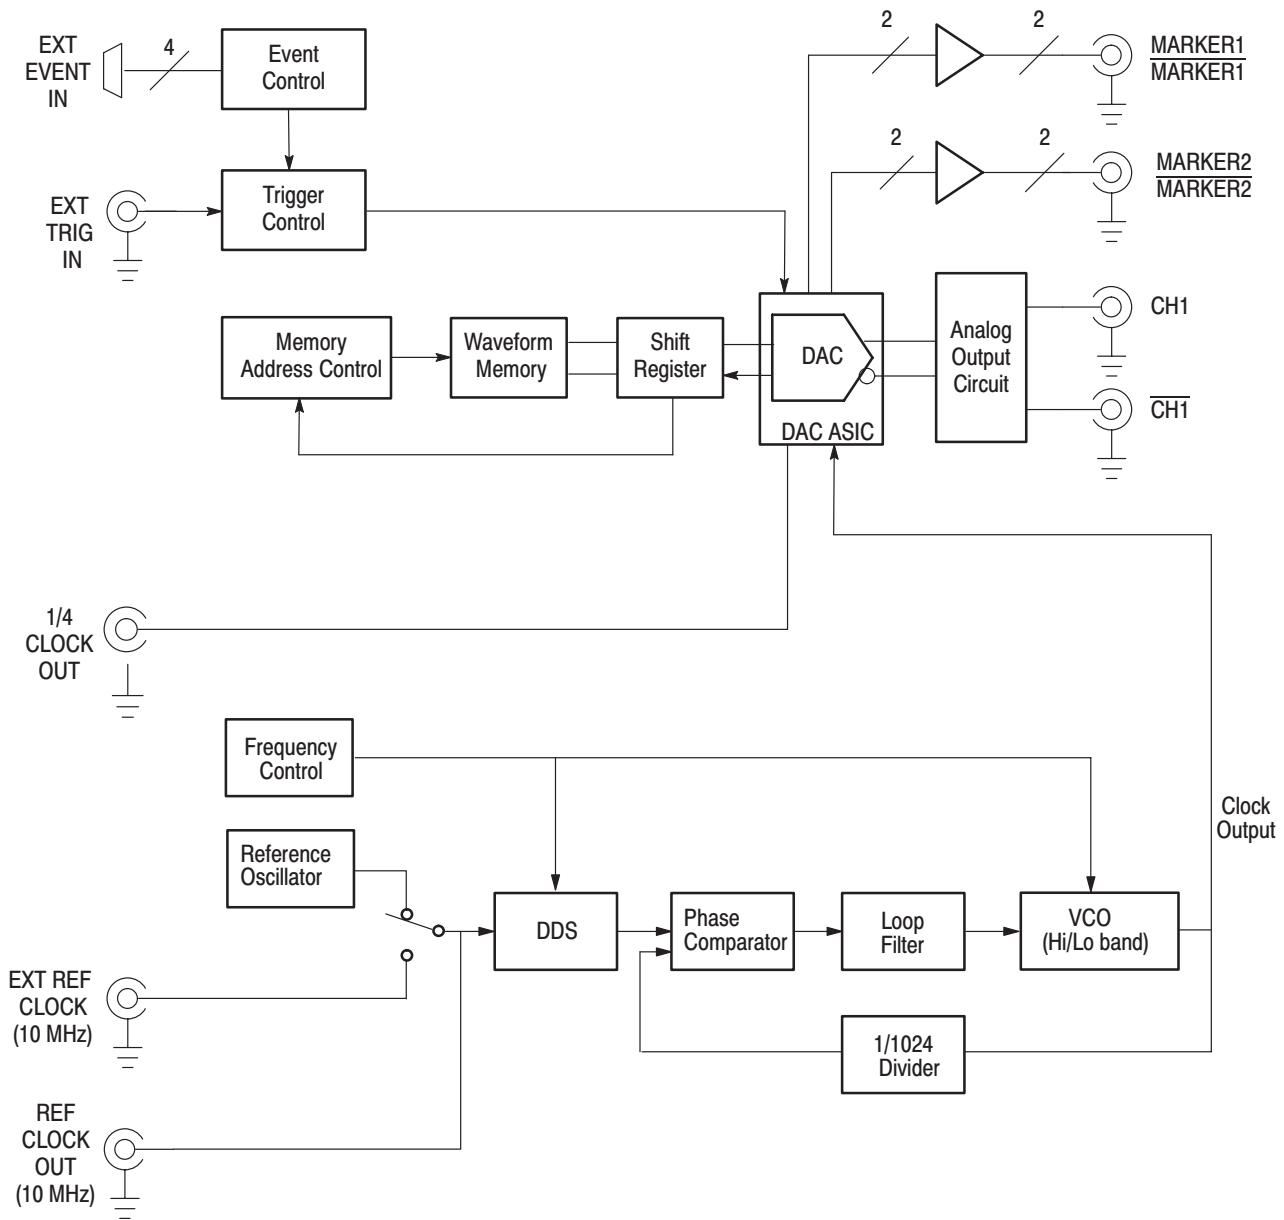 EXT
EVENT
IN
4
Event
Control
2
2
MARKER1
MARKER1
EXT
TRIG
IN
Trigger
Control
2
2
MARKER2
MARKER2
Memory
Address Control
Waveform
Memory
Shift
Register
DAC
DAC ASIC
Analog
Output
Circuit
CH1
CH1
1/4
CLOCK
OUT
Frequency
Control
Clock
Output
Reference
Oscillator
DDS
Phase
Comparator
Loop
Filter
VCO
(Hi/Lo band)
EXT REF
CLOCK
(10 MHz)
1/1024
Divider
REF
CLOCK
OUT
(10 MHz)